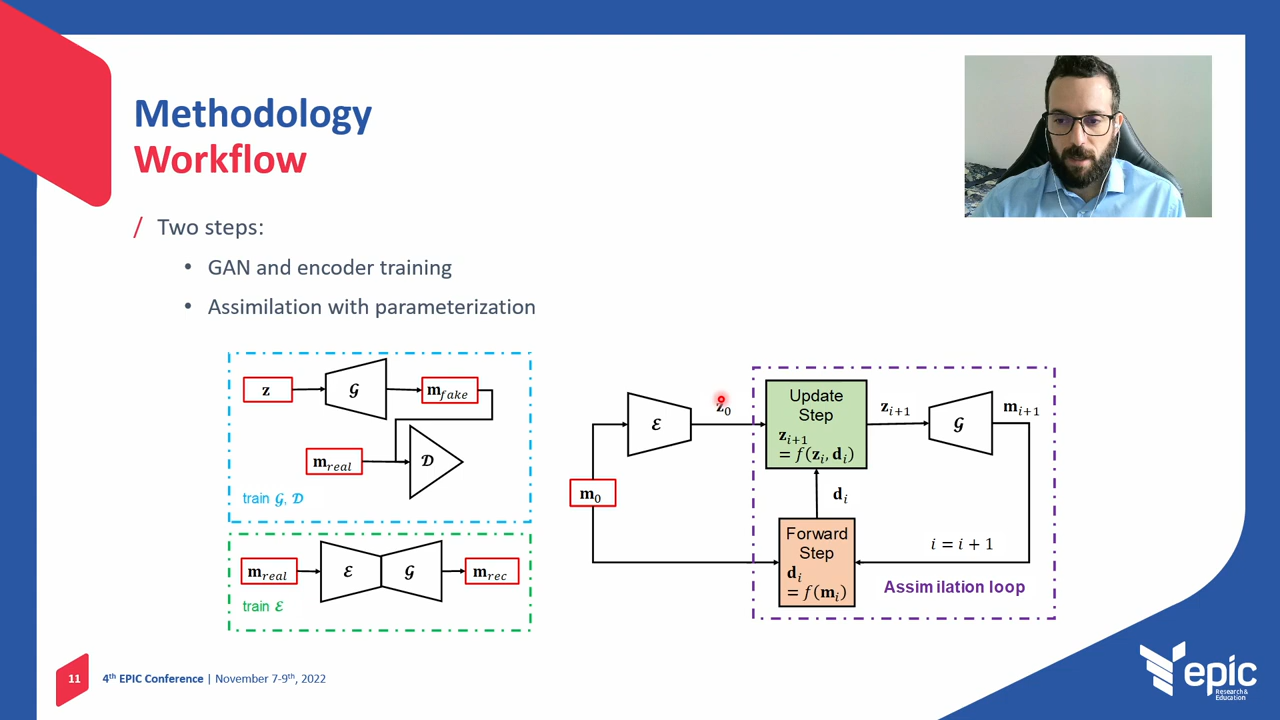 Methodology
Workflow
/ Two steps:
• GAN and encoder training
• Assimilation with parameterization
z
𝒢
m_fake
m_real
𝒟
train 𝒢, 𝒟
m_real
ℰ
𝒢
m_rec
train ℰ
m_0
ℰ
z_0
Update
Step
z_{i+1}
= f(z_i, d_i)
z_{i+1}
𝒢
m_{i+1}
d_i
Forward
Step
d_i
= f(m_i)
i = i + 1
Assimilation loop
11
4th EPIC Conference | November 7-9th, 2022
epic
Research &
Education